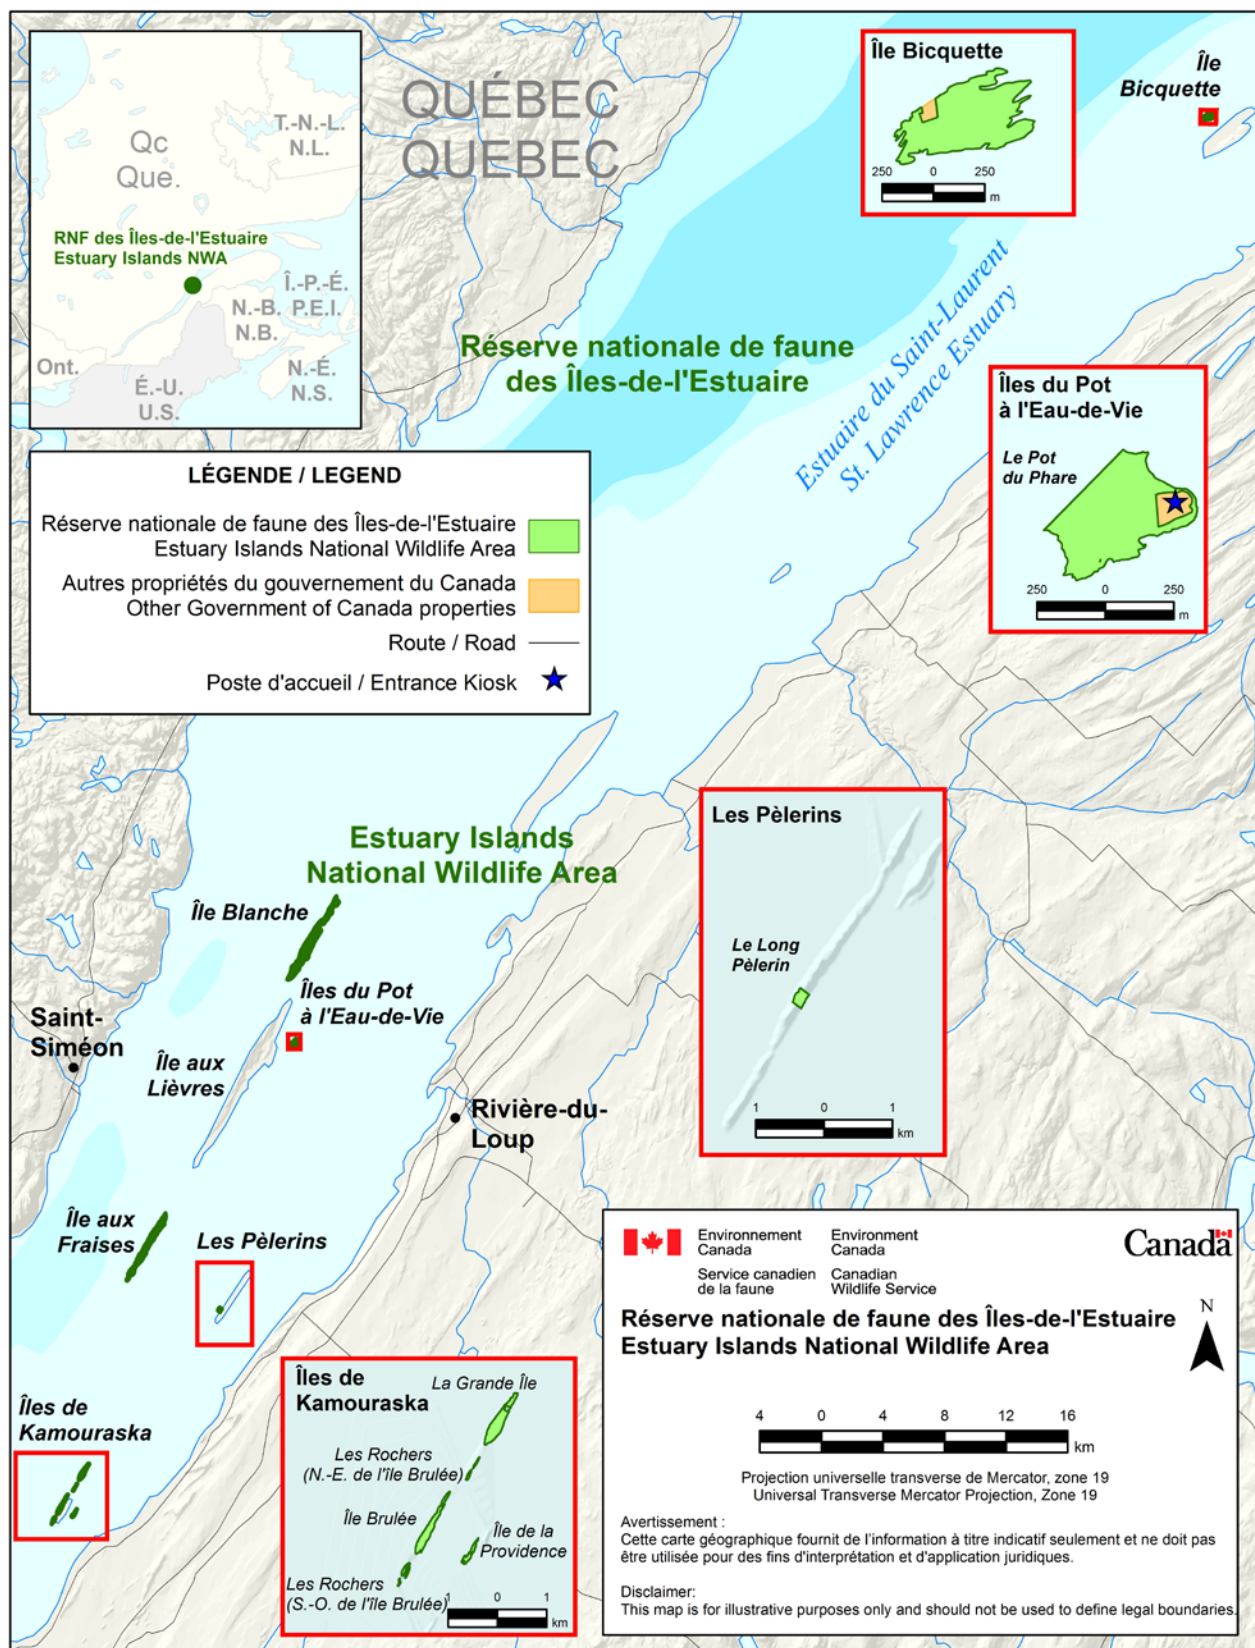 QUÉBEC
QUEBEC
Qc
Que.
T.-N.-L.
N.L.
RNF des Îles-de-l'Estuaire
Estuary Islands NWA
Î.-P.-É.
P.E.I.
N.-B.
N.B.
Ont.
É.-U.
U.S.
N.-É.
N.S.
Île Bicquette
250 0 250
m
Île
Bicquette
Réserve nationale de faune
des Îles-de-l'Estuaire
Estuaire du Saint-Laurent
St. Lawrence Estuary
Îles du Pot
à l'Eau-de-Vie
Le Pot
du Phare
250 0 250
m
LÉGENDE / LEGEND
Réserve nationale de faune des Îles-de-l'Estuaire
Estuary Islands National Wildlife Area
Autres propriétés du gouvernement du Canada
Other Government of Canada properties
Route / Road
Poste d'accueil / Entrance Kiosk
Estuary Islands
National Wildlife Area
Île Blanche
Îles du Pot
à l'Eau-de-Vie
Saint-
Siméon
Île aux
Lièvres
Rivière-du-
Loup
Les Pèlerins
Le Long
Pèlerin
1 0 1
km
Île aux
Fraises
Les Pèlerins
Îles de
Kamouraska
Îles de
Kamouraska
La Grande Île
Les Rochers
(N.-E. de l'île Brulée)
Île Brulée
Île de la
Providence
Les Rochers
(S.-O. de l'île Brulée)
1 0 1
km
Environnement
Canada
Environment
Canada
Service canadien
de la faune
Canadian
Wildlife Service
Canada
Réserve nationale de faune des Îles-de-l'Estuaire
Estuary Islands National Wildlife Area
N
4 0 4 8 12 16
km
Projection universelle transverse de Mercator, zone 19
Universal Transverse Mercator Projection, Zone 19
Avertissement :
Cette carte géographique fournit de l'information à titre indicatif seulement et ne doit pas
être utilisée pour des fins d'interprétation et d'application juridiques.
Disclaimer:
This map is for illustrative purposes only and should not be used to define legal boundaries.